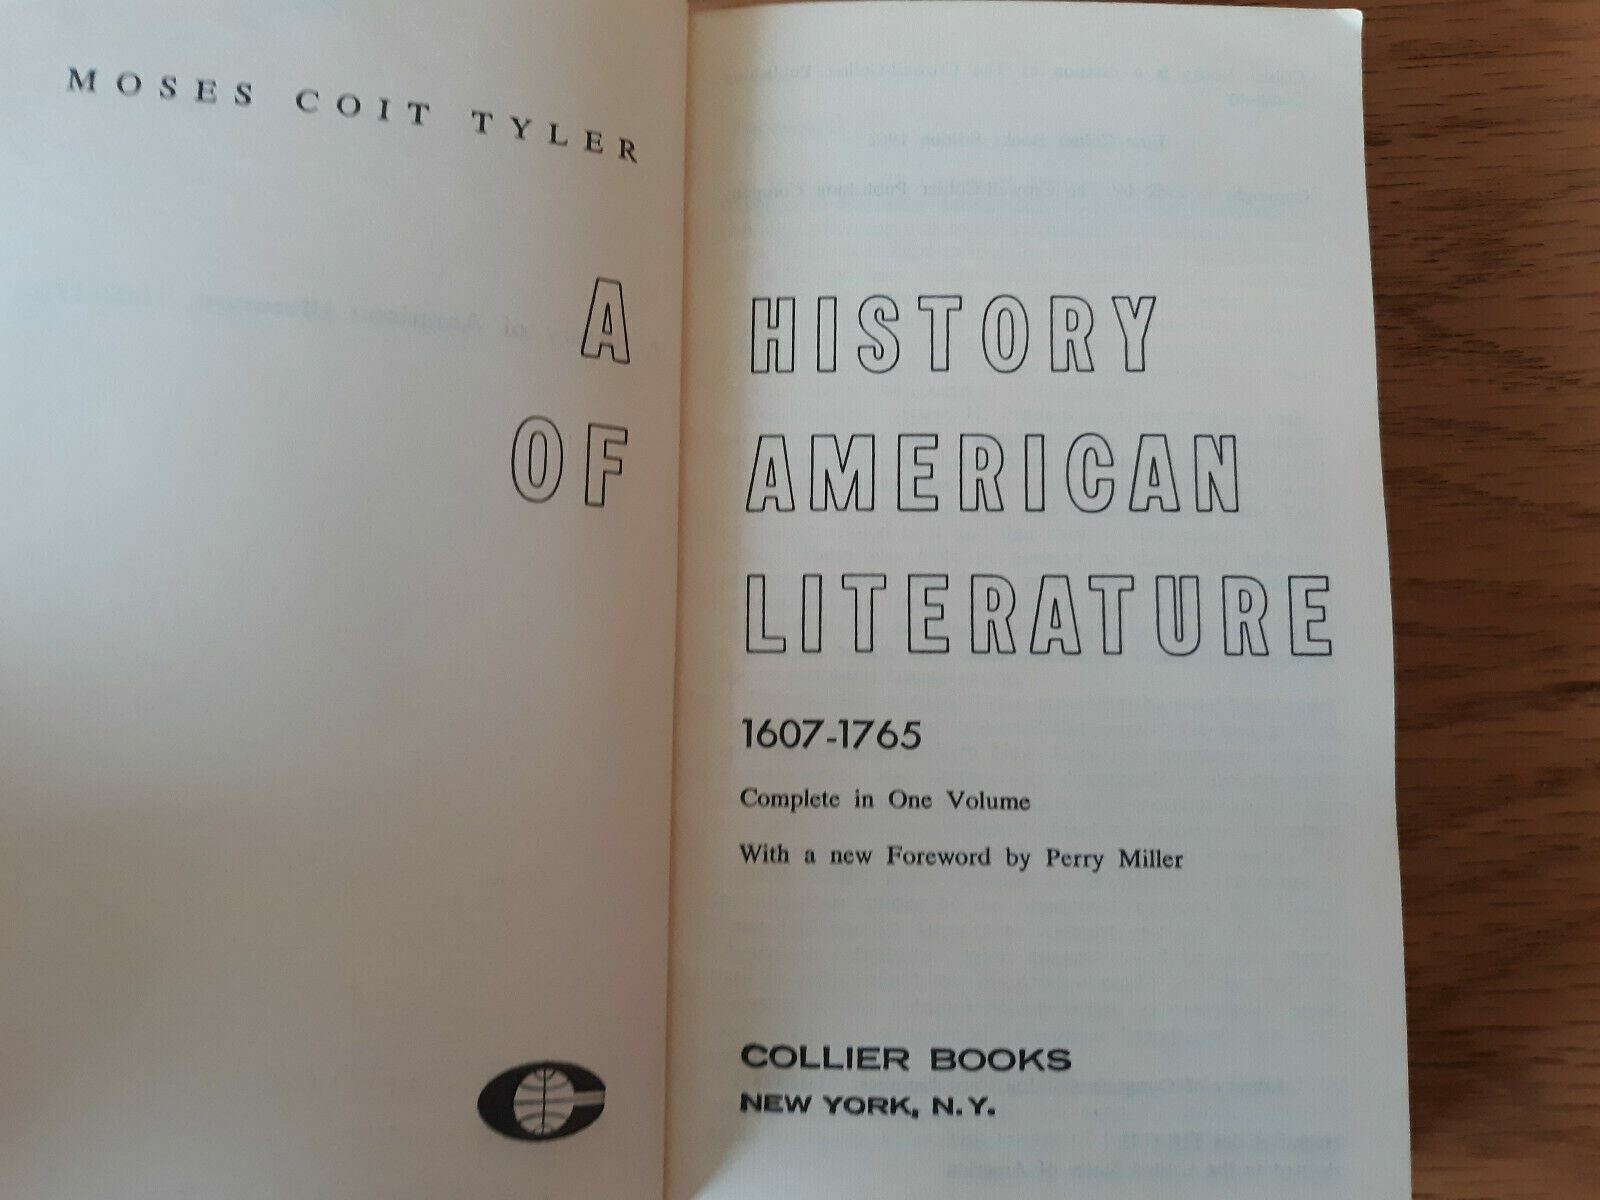 MOSES COIT TYLER
A HISTORY
OF AMERICAN
LITERATURE
1607-1765
Complete in One Volume
With a new Foreword by Perry Miller
COLLIER BOOKS
NEW YORK, N.Y.